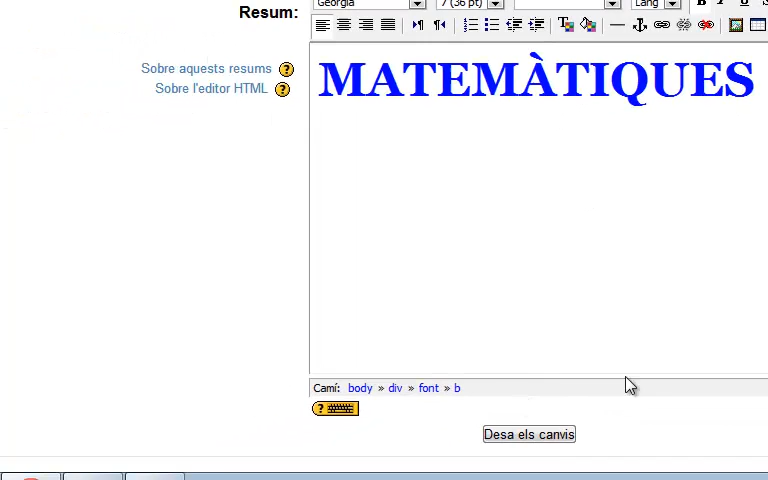 Resum:
Georgia 7 (36 pt) Lang B
Sobre aquests resums ?
Sobre l'editor HTML ?
MATEMÀTIQUES
Camí: body » div » font » b
?
Desa els canvis